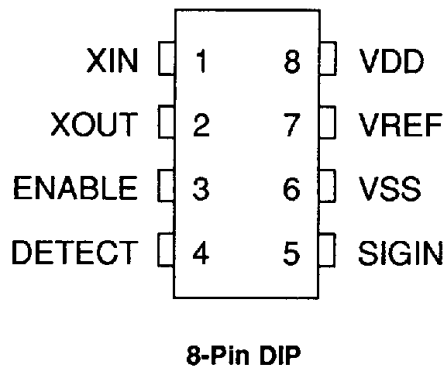 XIN 1 8 VDD
XOUT 2 7 VREF
ENABLE 3 6 VSS
DETECT 4 5 SIGIN
8-Pin DIP